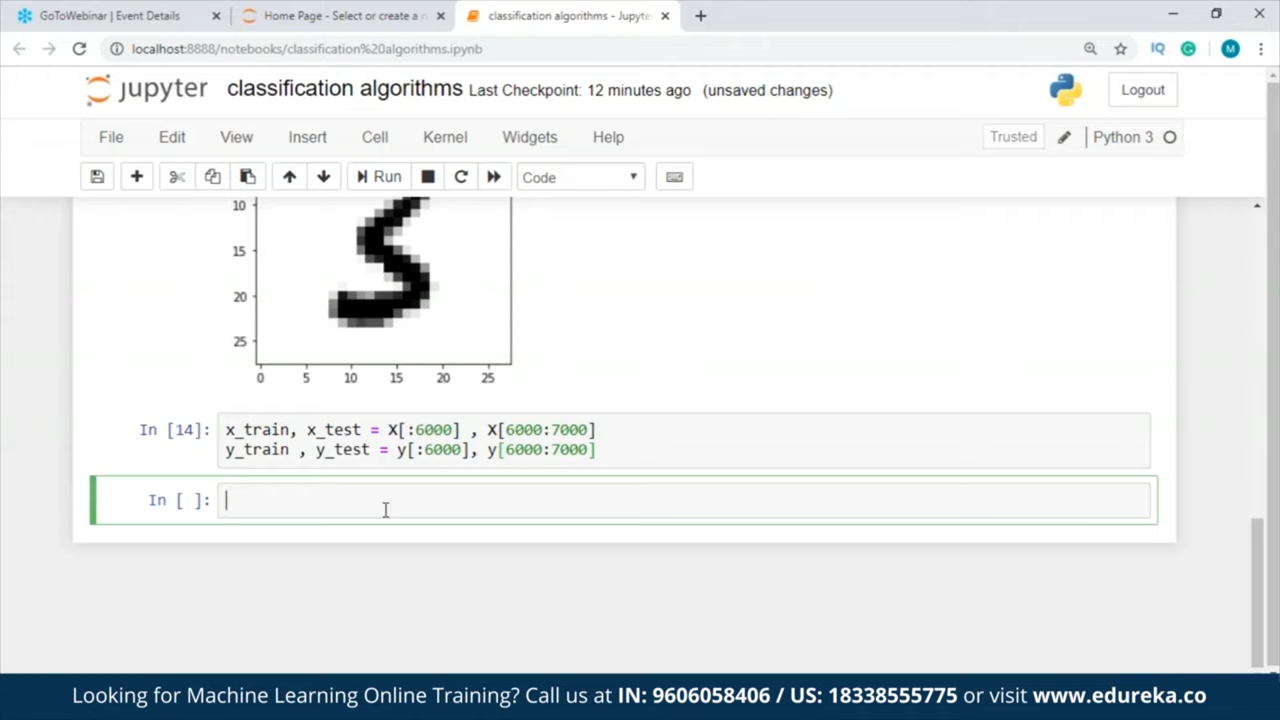 GoToWebinar | Event Details
Home Page - Select or create a n
classification algorithms - Jupyte
localhost:8888/notebooks/classification%20algorithms.ipynb
IQ
G
M
jupyter classification algorithms Last Checkpoint: 12 minutes ago (unsaved changes)
Logout
File Edit View Insert Cell Kernel Widgets Help
Trusted
Python 3
Run
Code
10
15
20
25
0 5 10 15 20 25
In [14]: x_train, x_test = X[:6000] , X[6000:7000]
y_train , y_test = y[:6000], y[6000:7000]
In [ ]:
Looking for Machine Learning Online Training? Call us at IN: 9606058406 / US: 18338555775 or visit www.edureka.co